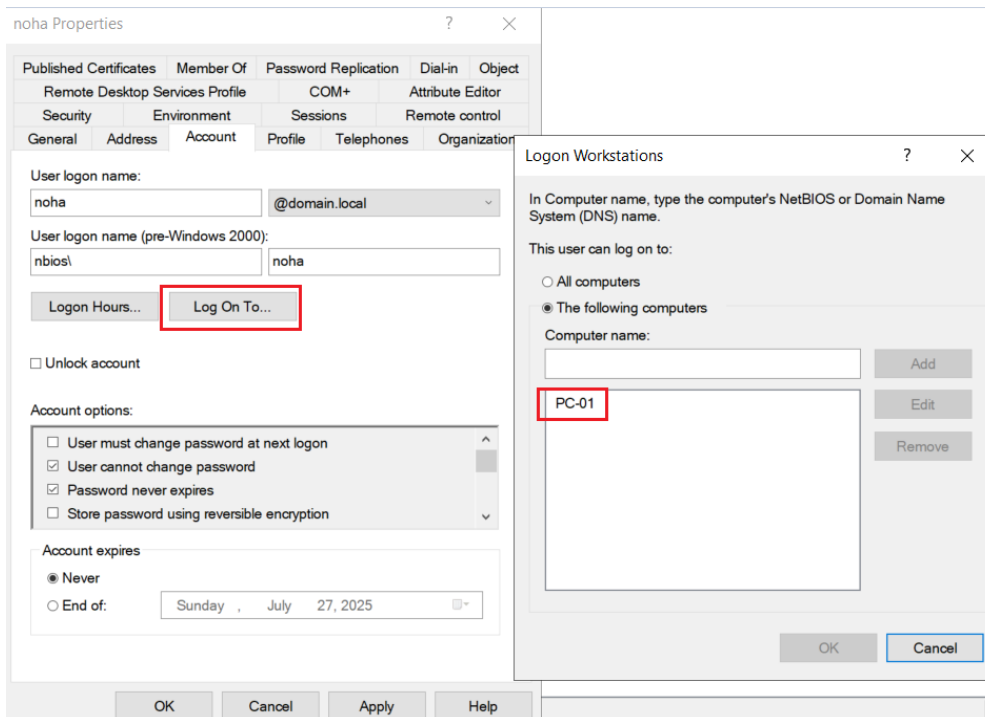 noha Properties
?
Published Certificates Member Of Password Replication Dial-in Object
Remote Desktop Services Profile COM+ Attribute Editor
Security Environment Sessions Remote control
General Address Account Profile Telephones Organization
User logon name:
noha @domain.local
User logon name (pre-Windows 2000):
nbios\ noha
Logon Hours... Log On To...
Unlock account
Account options:
User must change password at next logon
User cannot change password
Password never expires
Store password using reversible encryption
Account expires
Never
End of: Sunday , July 27, 2025
OK Cancel Apply Help
Logon Workstations
?
In Computer name, type the computer's NetBIOS or Domain Name
System (DNS) name.
This user can log on to:
All computers
The following computers
Computer name:
Add
PC-01
Edit
Remove
OK Cancel